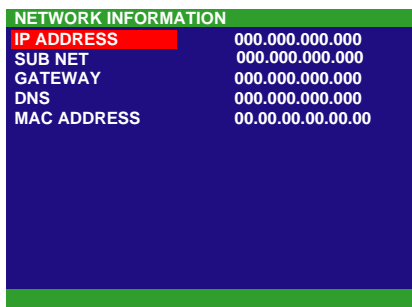 NETWORK INFORMATION
IP ADDRESS 000.000.000.000
SUB NET 000.000.000.000
GATEWAY 000.000.000.000
DNS 000.000.000.000
MAC ADDRESS 00.00.00.00.00.00